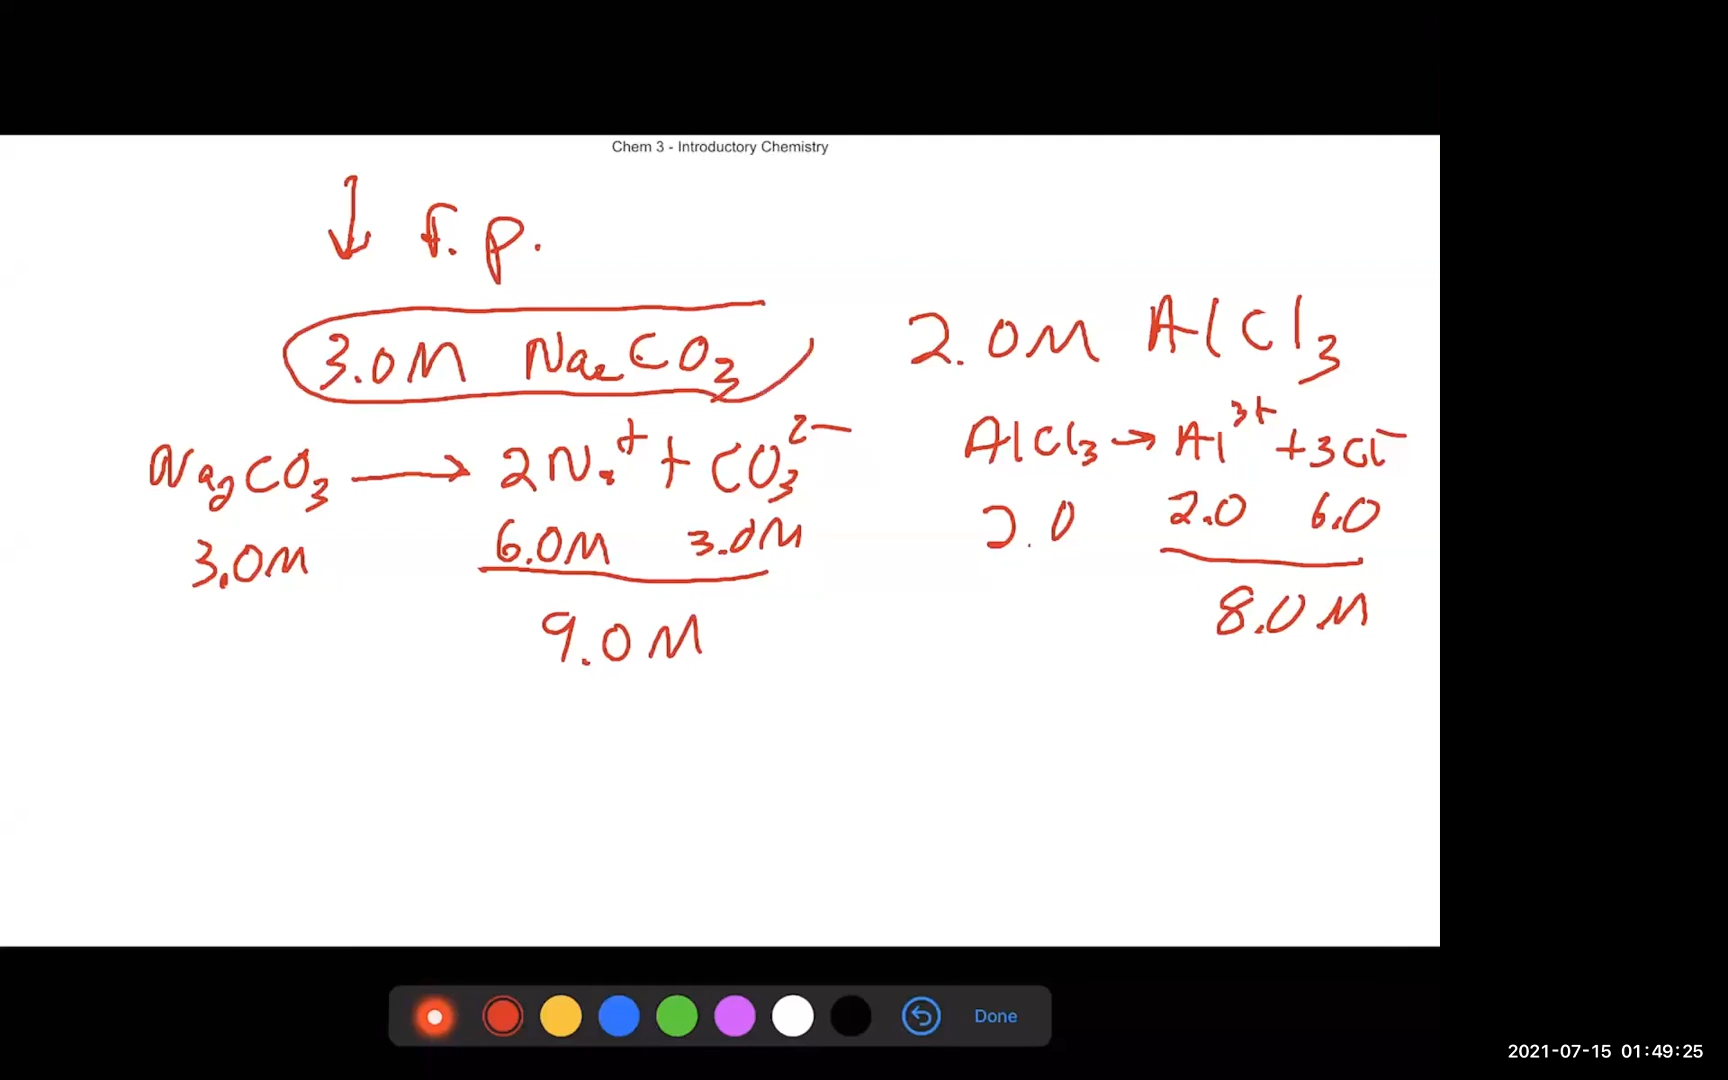 Chem 3 - Introductory Chemistry
↓ f.p.
3.0M Na2CO3
Na2CO3 → 2Na+ + CO3 2−
3.0M 6.0M 3.0M
9.0M
2.0M AlCl3
AlCl3 → Al 3+ + 3Cl−
2.0 2.0 6.0
8.0M
Done
2021-07-15 01:49:25